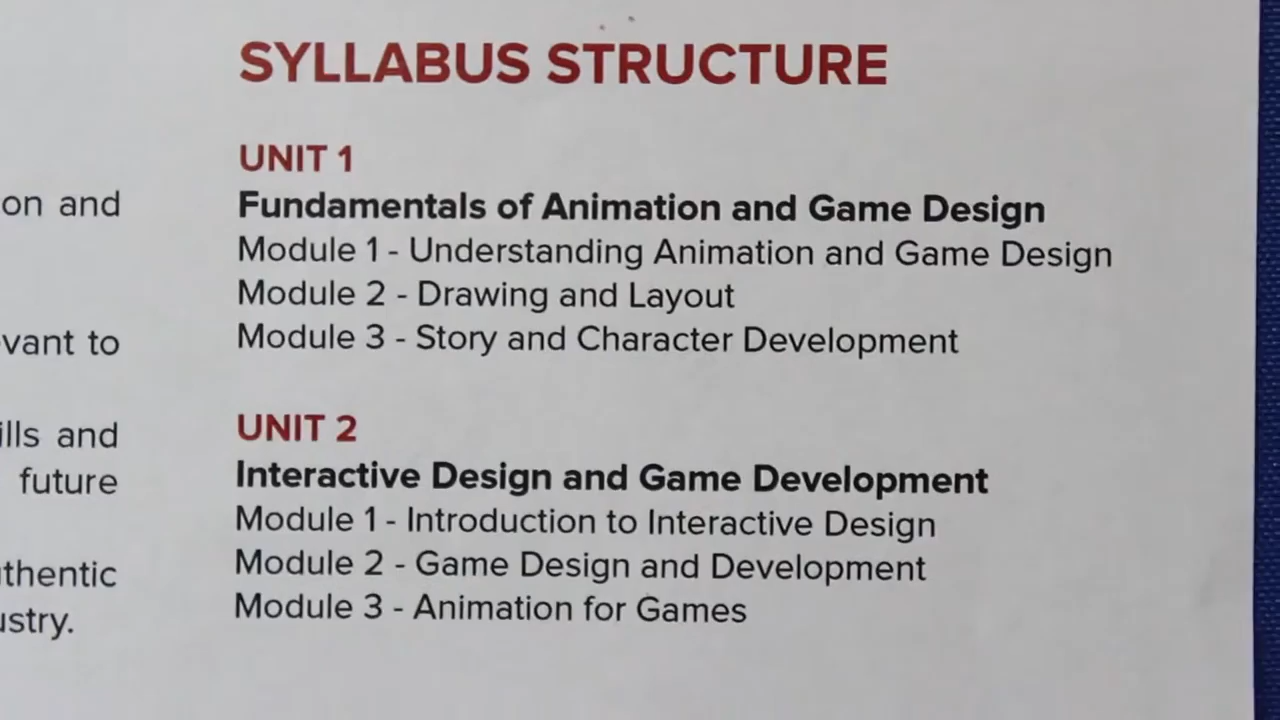 on and
vant to
ills and
future
thentic
ustry.
SYLLABUS STRUCTURE
UNIT 1
Fundamentals of Animation and Game Design
Module 1 - Understanding Animation and Game Design
Module 2 - Drawing and Layout
Module 3 - Story and Character Development
UNIT 2
Interactive Design and Game Development
Module 1 - Introduction to Interactive Design
Module 2 - Game Design and Development
Module 3 - Animation for Games